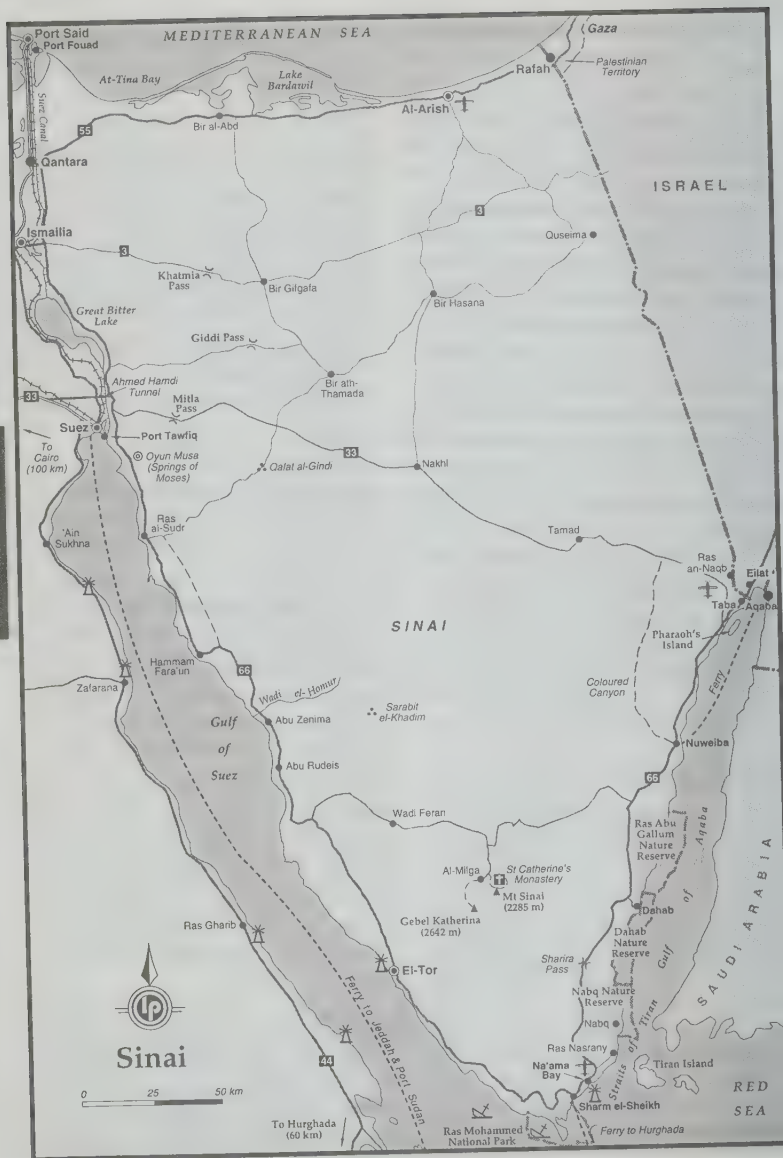 MEDITERRANEAN SEA
Port Said
Port Fouad
Gaza
Palestinian
Territory
Rafah
At-Tina Bay
Lake
Bardawil
Al-Arish
Suez Canal
55
Bir al-Abd
Qantara
ISRAEL
Ismailia
3
3
Quseima
Khatmia
Pass
Bir Gilgafa
Bir Hasana
Great Bitter
Lake
Giddi Pass
Bir ath-
Thamada
Ahmed Hamdi
Tunnel
33
Mitla
Pass
Suez
Port Tawfiq
To
Cairo
(100 km)
Oyun Musa
(Springs of
Moses)
33
Qalat al-Gindi
Nakhl
Ras
al-Sudr
'Ain
Sukhna
Tamad
Ras
an-Naqb
Eilat
Taba
Aqaba
SINAI
Pharaoh's
Island
Hammam
Fara'un
66
Coloured
Canyon
Ferry
Zafarana
Wadi el-Homur
Sarabit
el-Khadim
Gulf
of
Suez
Abu Zenima
Nuweiba
Abu Rudeis
66
Wadi Feran
Ras Abu
Gallum
Nature
Reserve
Gulf of Aqaba
SAUDI ARABIA
Al-Milga
St Catherine's
Monastery
Mt Sinai
(2285 m)
Gebel Katherina
(2642 m)
Dahab
Dahab
Nature
Reserve
Ras Gharib
Sharira
Pass
El-Tor
Nabq Nature
Reserve
Nabq
Straits of Tiran
Ferry to Jeddah & Port Sudan
Ras Nasrany
Na'ama
Bay
Tiran Island
LP
Sinai
44
0 25 50 km
Sharm el-Sheikh
RED
SEA
To Hurghada
(60 km)
Ras Mohammed
National Park
Ferry to Hurghada